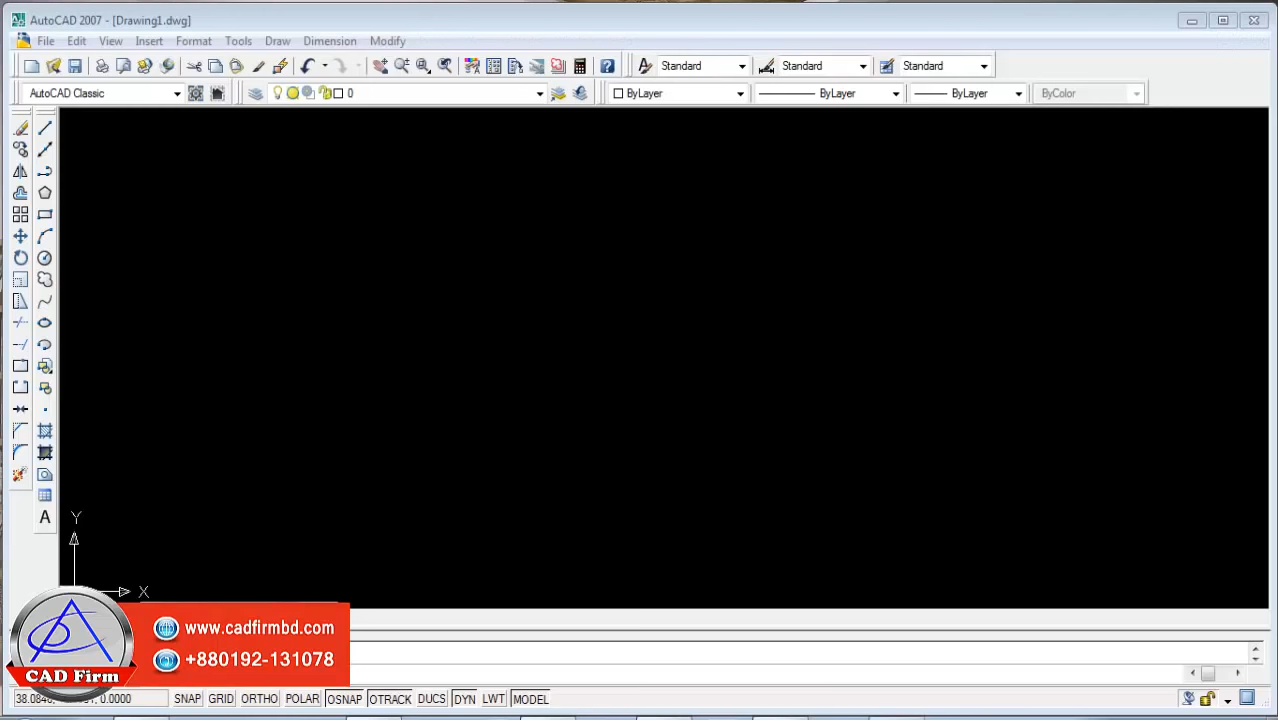 AutoCAD 2007 - [Drawing1.dwg]
File Edit View Insert Format Tools Draw Dimension Modify
Standard Standard Standard
AutoCAD Classic 0 ByLayer ByLayer ByLayer ByColor
A
Y
X
www.cadfirmbd.com
+880192-131078
CAD Firm
0.0000 SNAP GRID ORTHO POLAR OSNAP OTRACK DUCS DYN LWT MODEL